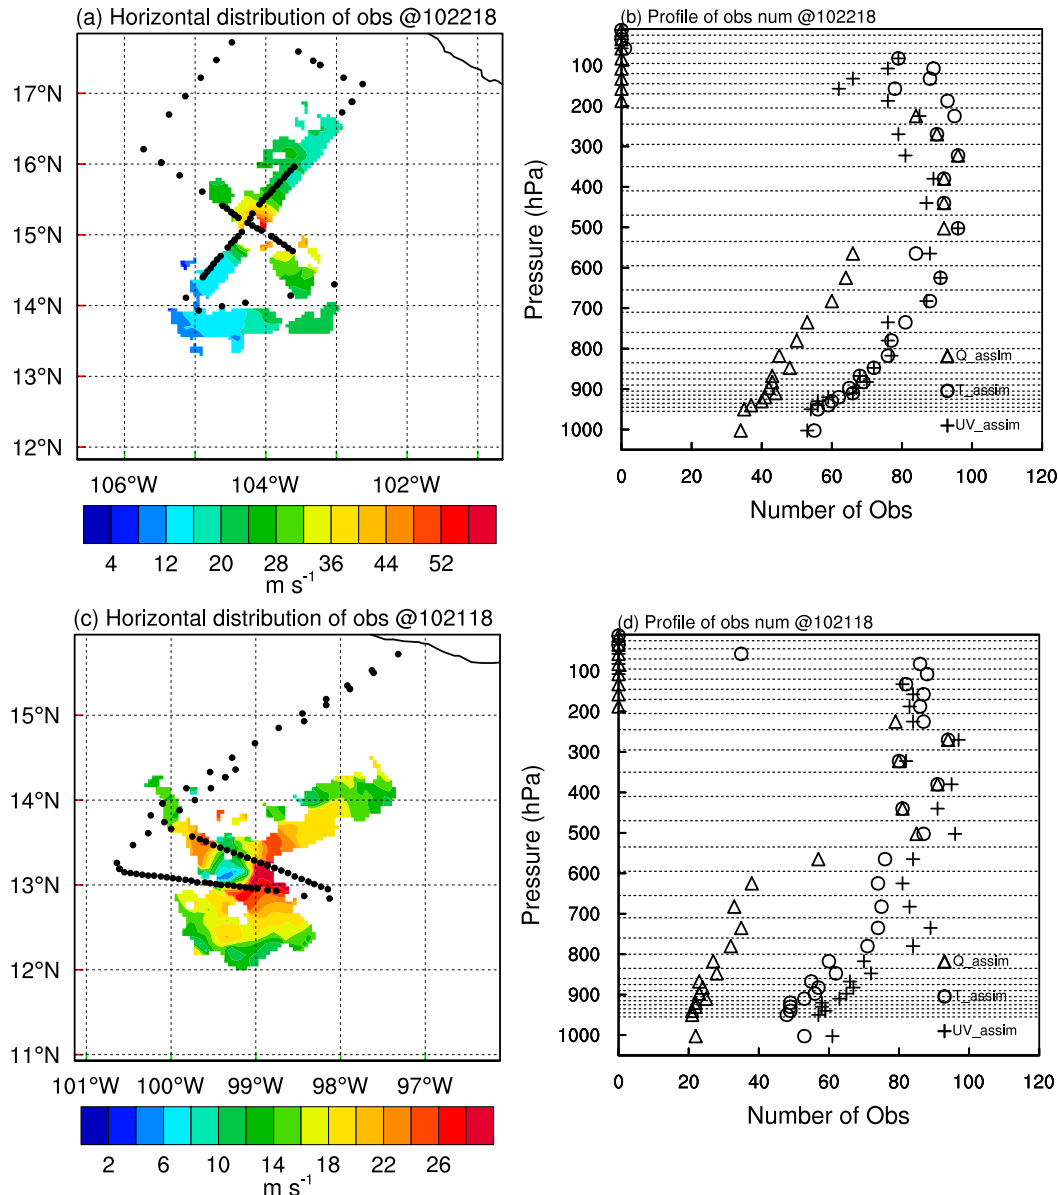 (a) Horizontal distribution of obs @102218
17°N
16°N
15°N
14°N
13°N
12°N
106°W 104°W 102°W
4 12 20 28 36 44 52
m s⁻¹
(b) Profile of obs num @102218
Pressure (hPa)
100
200
300
400
500
600
700
800
900
1000
Q_assim
T_assim
UV_assim
0 20 40 60 80 100 120
Number of Obs
(c) Horizontal distribution of obs @102118
15°N
14°N
13°N
12°N
11°N
101°W 100°W 99°W 98°W 97°W
2 6 10 14 18 22 26
m s⁻¹
(d) Profile of obs num @102118
Pressure (hPa)
100
200
300
400
500
600
700
800
900
1000
Q_assim
T_assim
UV_assim
0 20 40 60 80 100 120
Number of Obs